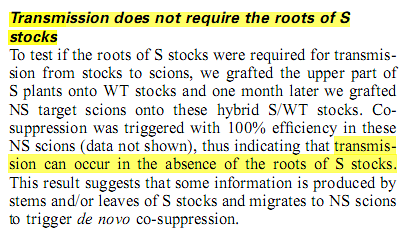 Transmission does not require the roots of S
stocks
To test if the roots of S stocks were required for transmis-
sion from stocks to scions, we grafted the upper part of
S plants onto WT stocks and one month later we grafted
NS target scions onto these hybrid S/WT stocks. Co-
suppression was triggered with 100% efficiency in these
NS scions (data not shown), thus indicating that transmis-
sion can occur in the absence of the roots of S stocks.
This result suggests that some information is produced by
stems and/or leaves of S stocks and migrates to NS scions
to trigger de novo co-suppression.